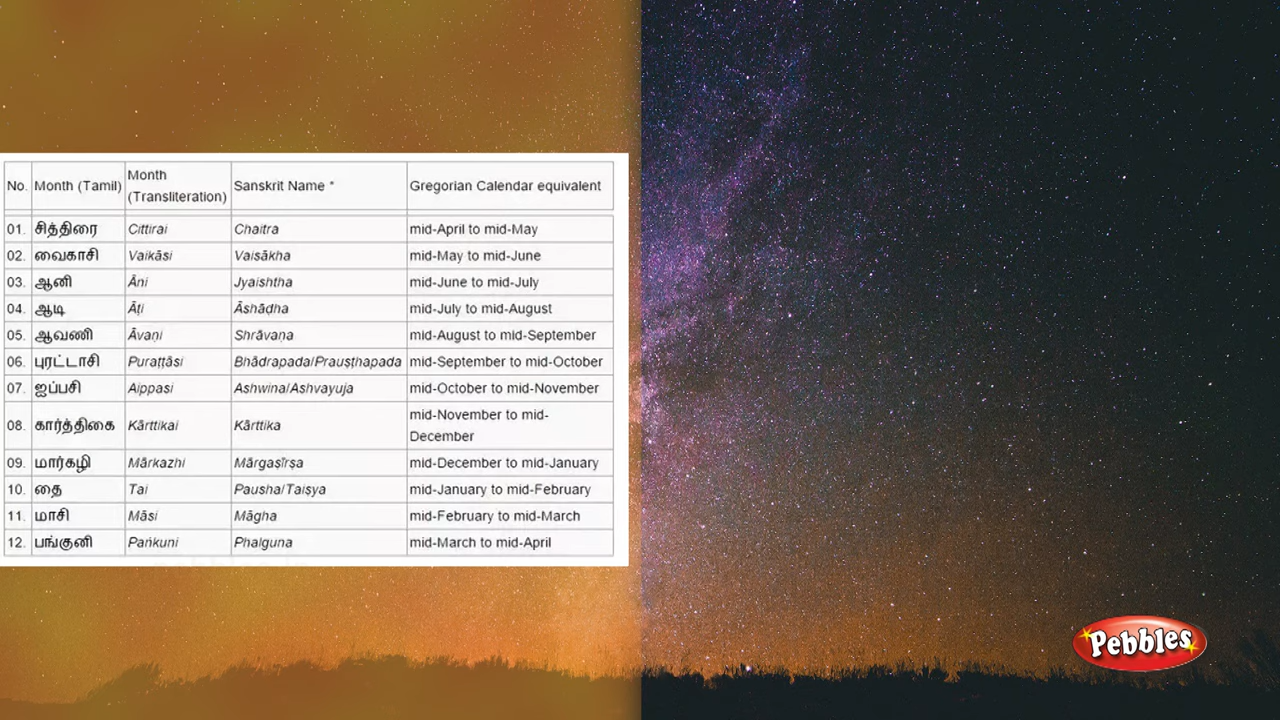 No. Month (Tamil) Month (Transliteration) Sanskrit Name * Gregorian Calendar equivalent
01. சித்திரை Cittirai Chaitra mid-April to mid-May
02. வைகாசி Vaikāsi Vaisākha mid-May to mid-June
03. ஆனி Āni Jyaishtha mid-June to mid-July
04. ஆடி Āṭi Āshāḍha mid-July to mid-August
05. ஆவணி Āvaṇi Shrāvaṇa mid-August to mid-September
06. புரட்டாசி Puraṭṭāsi Bhādrapada/Prauṣṭhapada mid-September to mid-October
07. ஐப்பசி Aippasi Ashwina/Ashvayuja mid-October to mid-November
08. கார்த்திகை Kārttikai Kārttika mid-November to mid-December
09. மார்கழி Mārkazhi Mārgaṣīrṣa mid-December to mid-January
10. தை Tai Pausha/Taiṣya mid-January to mid-February
11. மாசி Māsi Māgha mid-February to mid-March
12. பங்குனி Paṅkuni Phalguna mid-March to mid-April
Pebbles